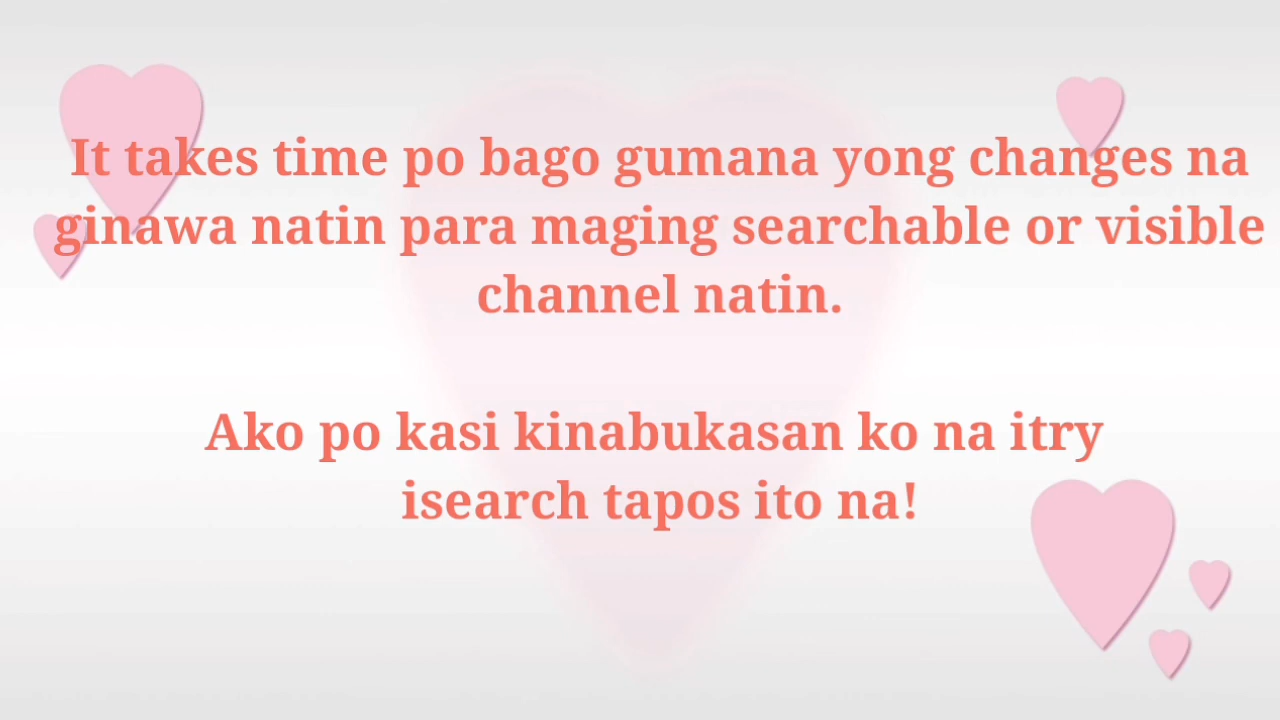 It takes time po bago gumana yong changes na
ginawa natin para maging searchable or visible
channel natin.
Ako po kasi kinabukasan ko na itry
isearch tapos ito na!